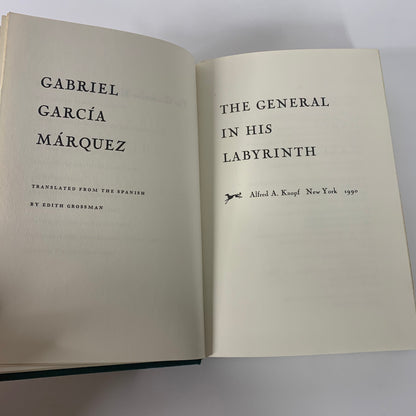 GABRIEL
GARCÍA
MÁRQUEZ
TRANSLATED FROM THE SPANISH
BY EDITH GROSSMAN
THE GENERAL
IN HIS
LABYRINTH
Alfred A. Knopf New York 1990